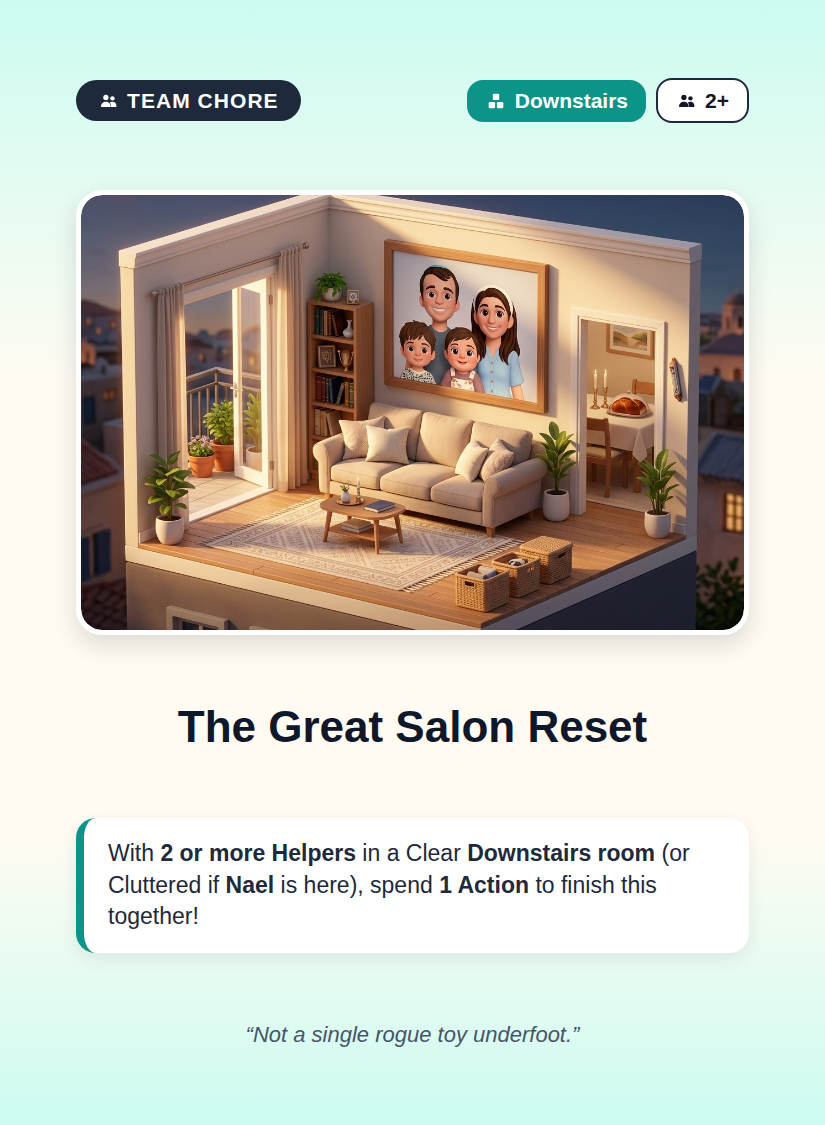 TEAM CHORE
Downstairs
2+
The Great Salon Reset
With 2 or more Helpers in a Clear Downstairs room (or
Cluttered if Nael is here), spend 1 Action to finish this
together!
“Not a single rogue toy underfoot.”